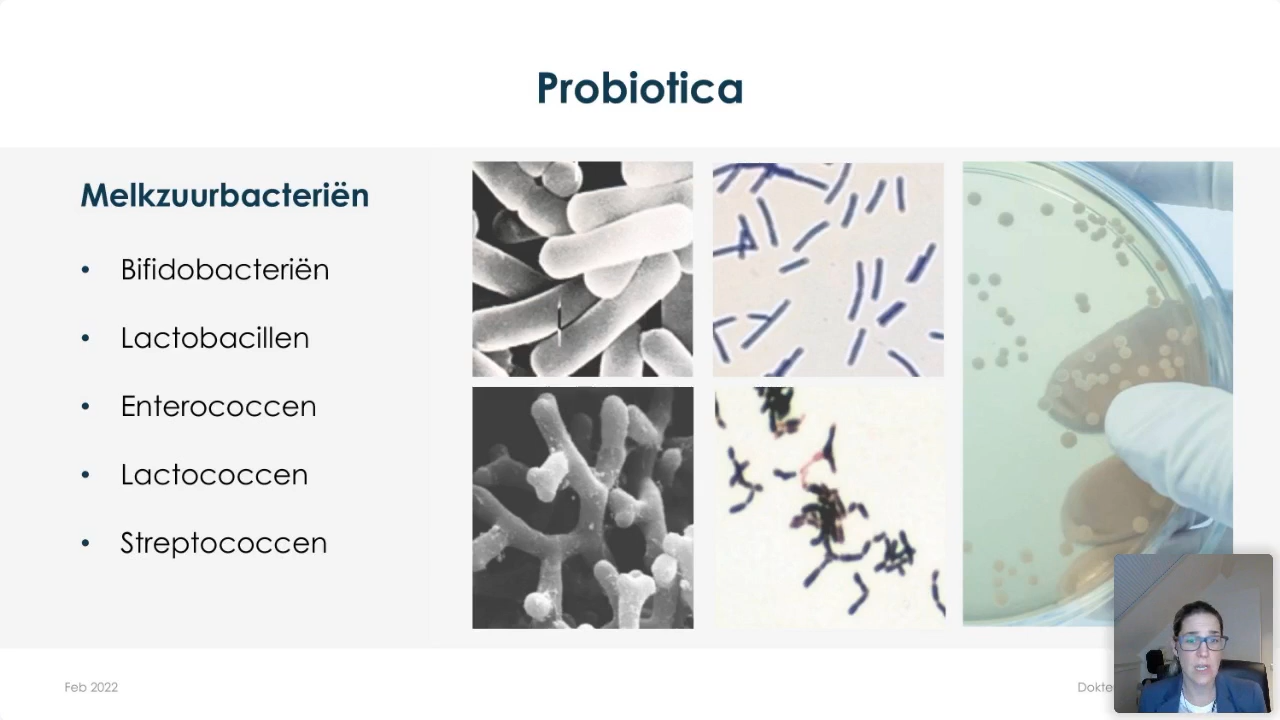 Probiotica
Melkzuurbacteriën
• Bifidobacteriën
• Lactobacillen
• Enterococcen
• Lactococcen
• Streptococcen
Feb 2022